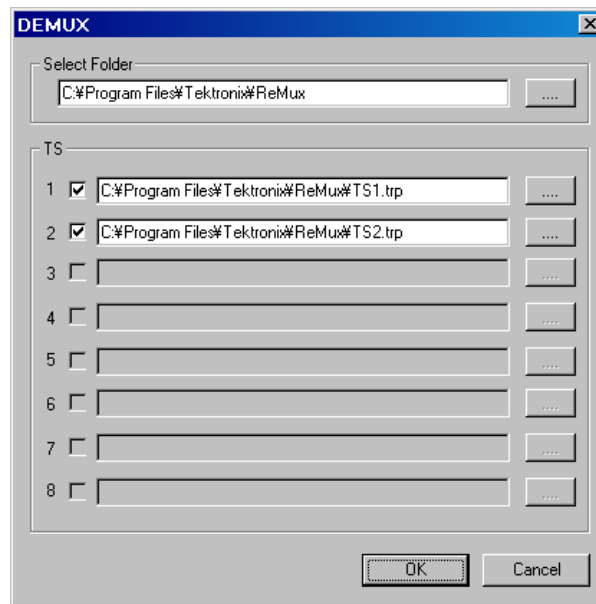 DEMUX
Select Folder
C:¥Program Files¥Tektronix¥ReMux
....
TS
1 C:¥Program Files¥Tektronix¥ReMux¥TS1.trp ....
2 C:¥Program Files¥Tektronix¥ReMux¥TS2.trp ....
3 ....
4 ....
5 ....
6 ....
7 ....
8 ....
OK Cancel